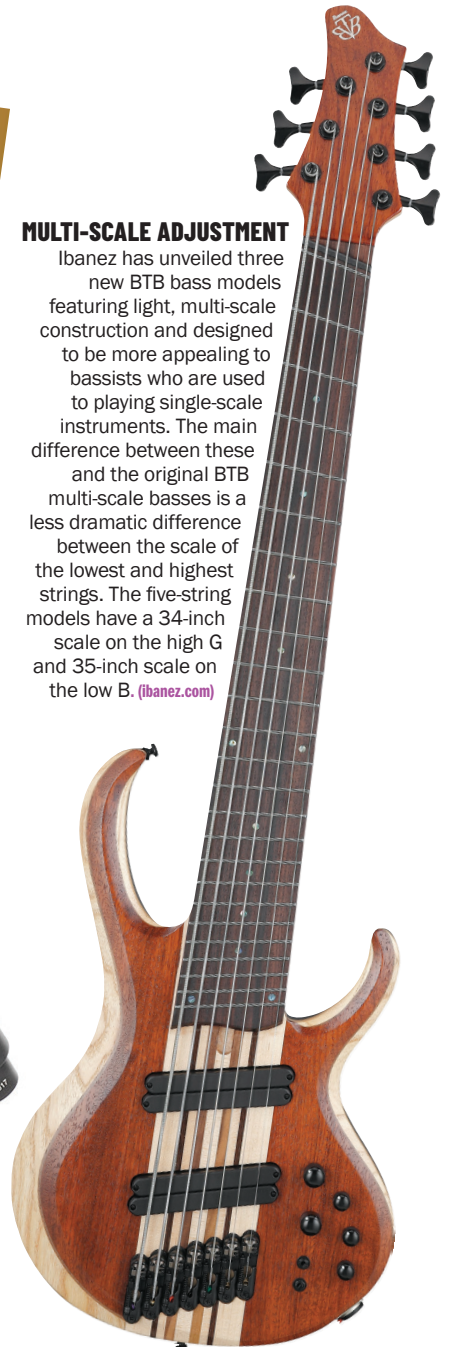 MULTI-SCALE ADJUSTMENT
Ibanez has unveiled three
new BTB bass models
featuring light, multi-scale
construction and designed
to be more appealing to
bassists who are used
to playing single-scale
instruments. The main
difference between these
and the original BTB
multi-scale basses is a
less dramatic difference
between the scale of
the lowest and highest
strings. The five-string
models have a 34-inch
scale on the high G
and 35-inch scale on
the low B. (ibanez.com)